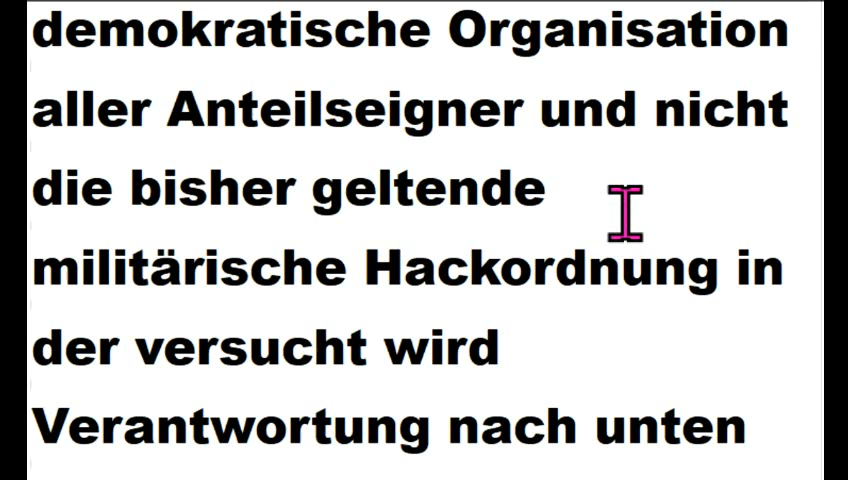 demokratische Organisation
aller Anteilseigner und nicht
die bisher geltende
militärische Hackordnung in
der versucht wird
Verantwortung nach unten